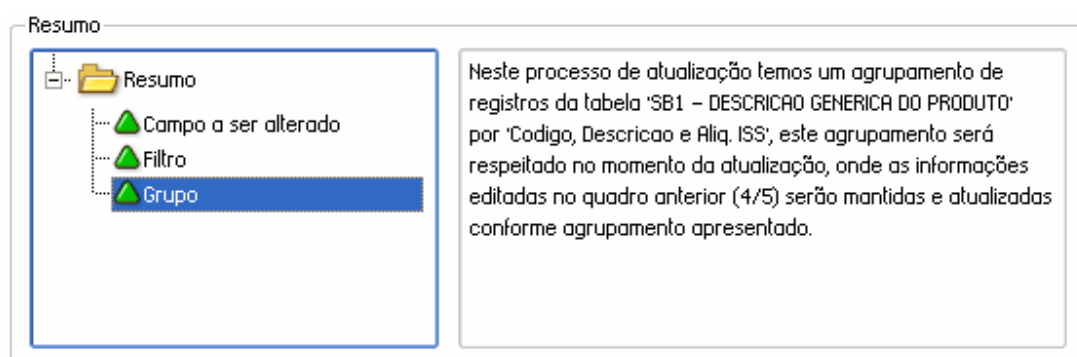 Resumo
Resumo
Campo a ser alterado
Filtro
Grupo
Neste processo de atualização temos um agrupamento de
registros da tabela 'SB1 – DESCRICAO GENERICA DO PRODUTO'
por 'Codigo, Descricao e Aliq. ISS', este agrupamento será
respeitado no momento da atualização, onde as informações
editadas no quadro anterior (4/5) serão mantidas e atualizadas
conforme agrupamento apresentado.